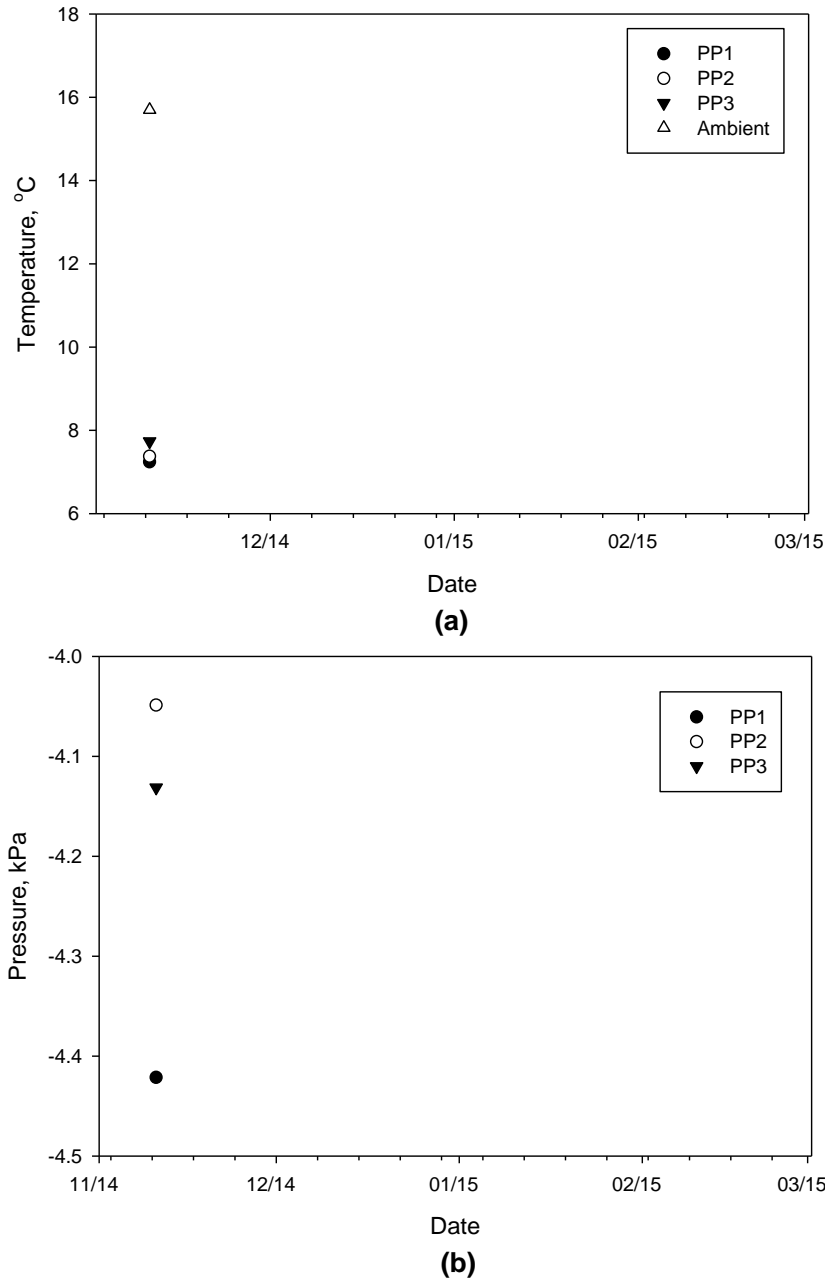 18
16
14
12
10
8
6
Temperature, °C
PP1
PP2
PP3
Ambient
12/14
01/15
02/15
03/15
Date
(a)
-4.0
-4.1
-4.2
-4.3
-4.4
-4.5
Pressure, kPa
PP1
PP2
PP3
11/14
12/14
01/15
02/15
03/15
Date
(b)